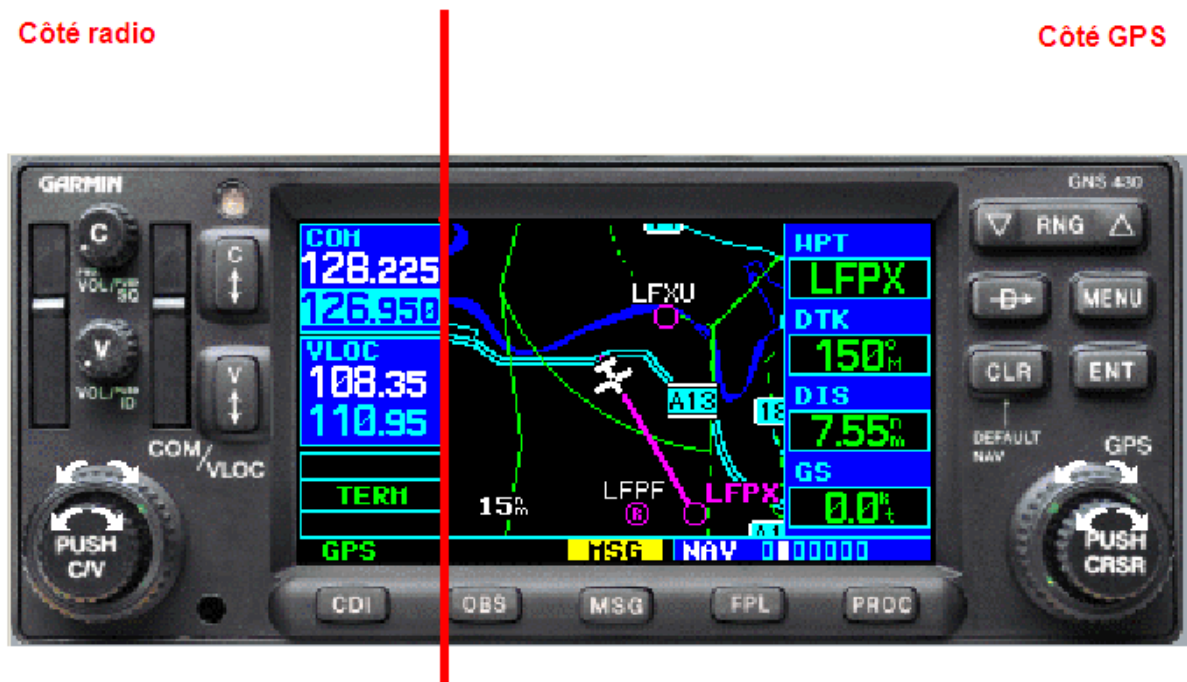 Côté radio
Côté GPS
GARMIN
GNS 430
C
VOL/PUSH SQ
C
V
VOL/PUSH ID
V
COM/VLOC
PUSH C/V
COM
128.225
126.950
VLOC
108.35
110.95
TERM
GPS
LFXU
A13
18
LFPF
R
LFPX
15nm
A1
MSG
NAV
WPT
LFPX
DTK
150°M
DIS
7.55nm
GS
0.0kt
RNG
D
MENU
CLR
ENT
DEFAULT NAV
GPS
PUSH CRSR
CDI
OBS
MSG
FPL
PROC